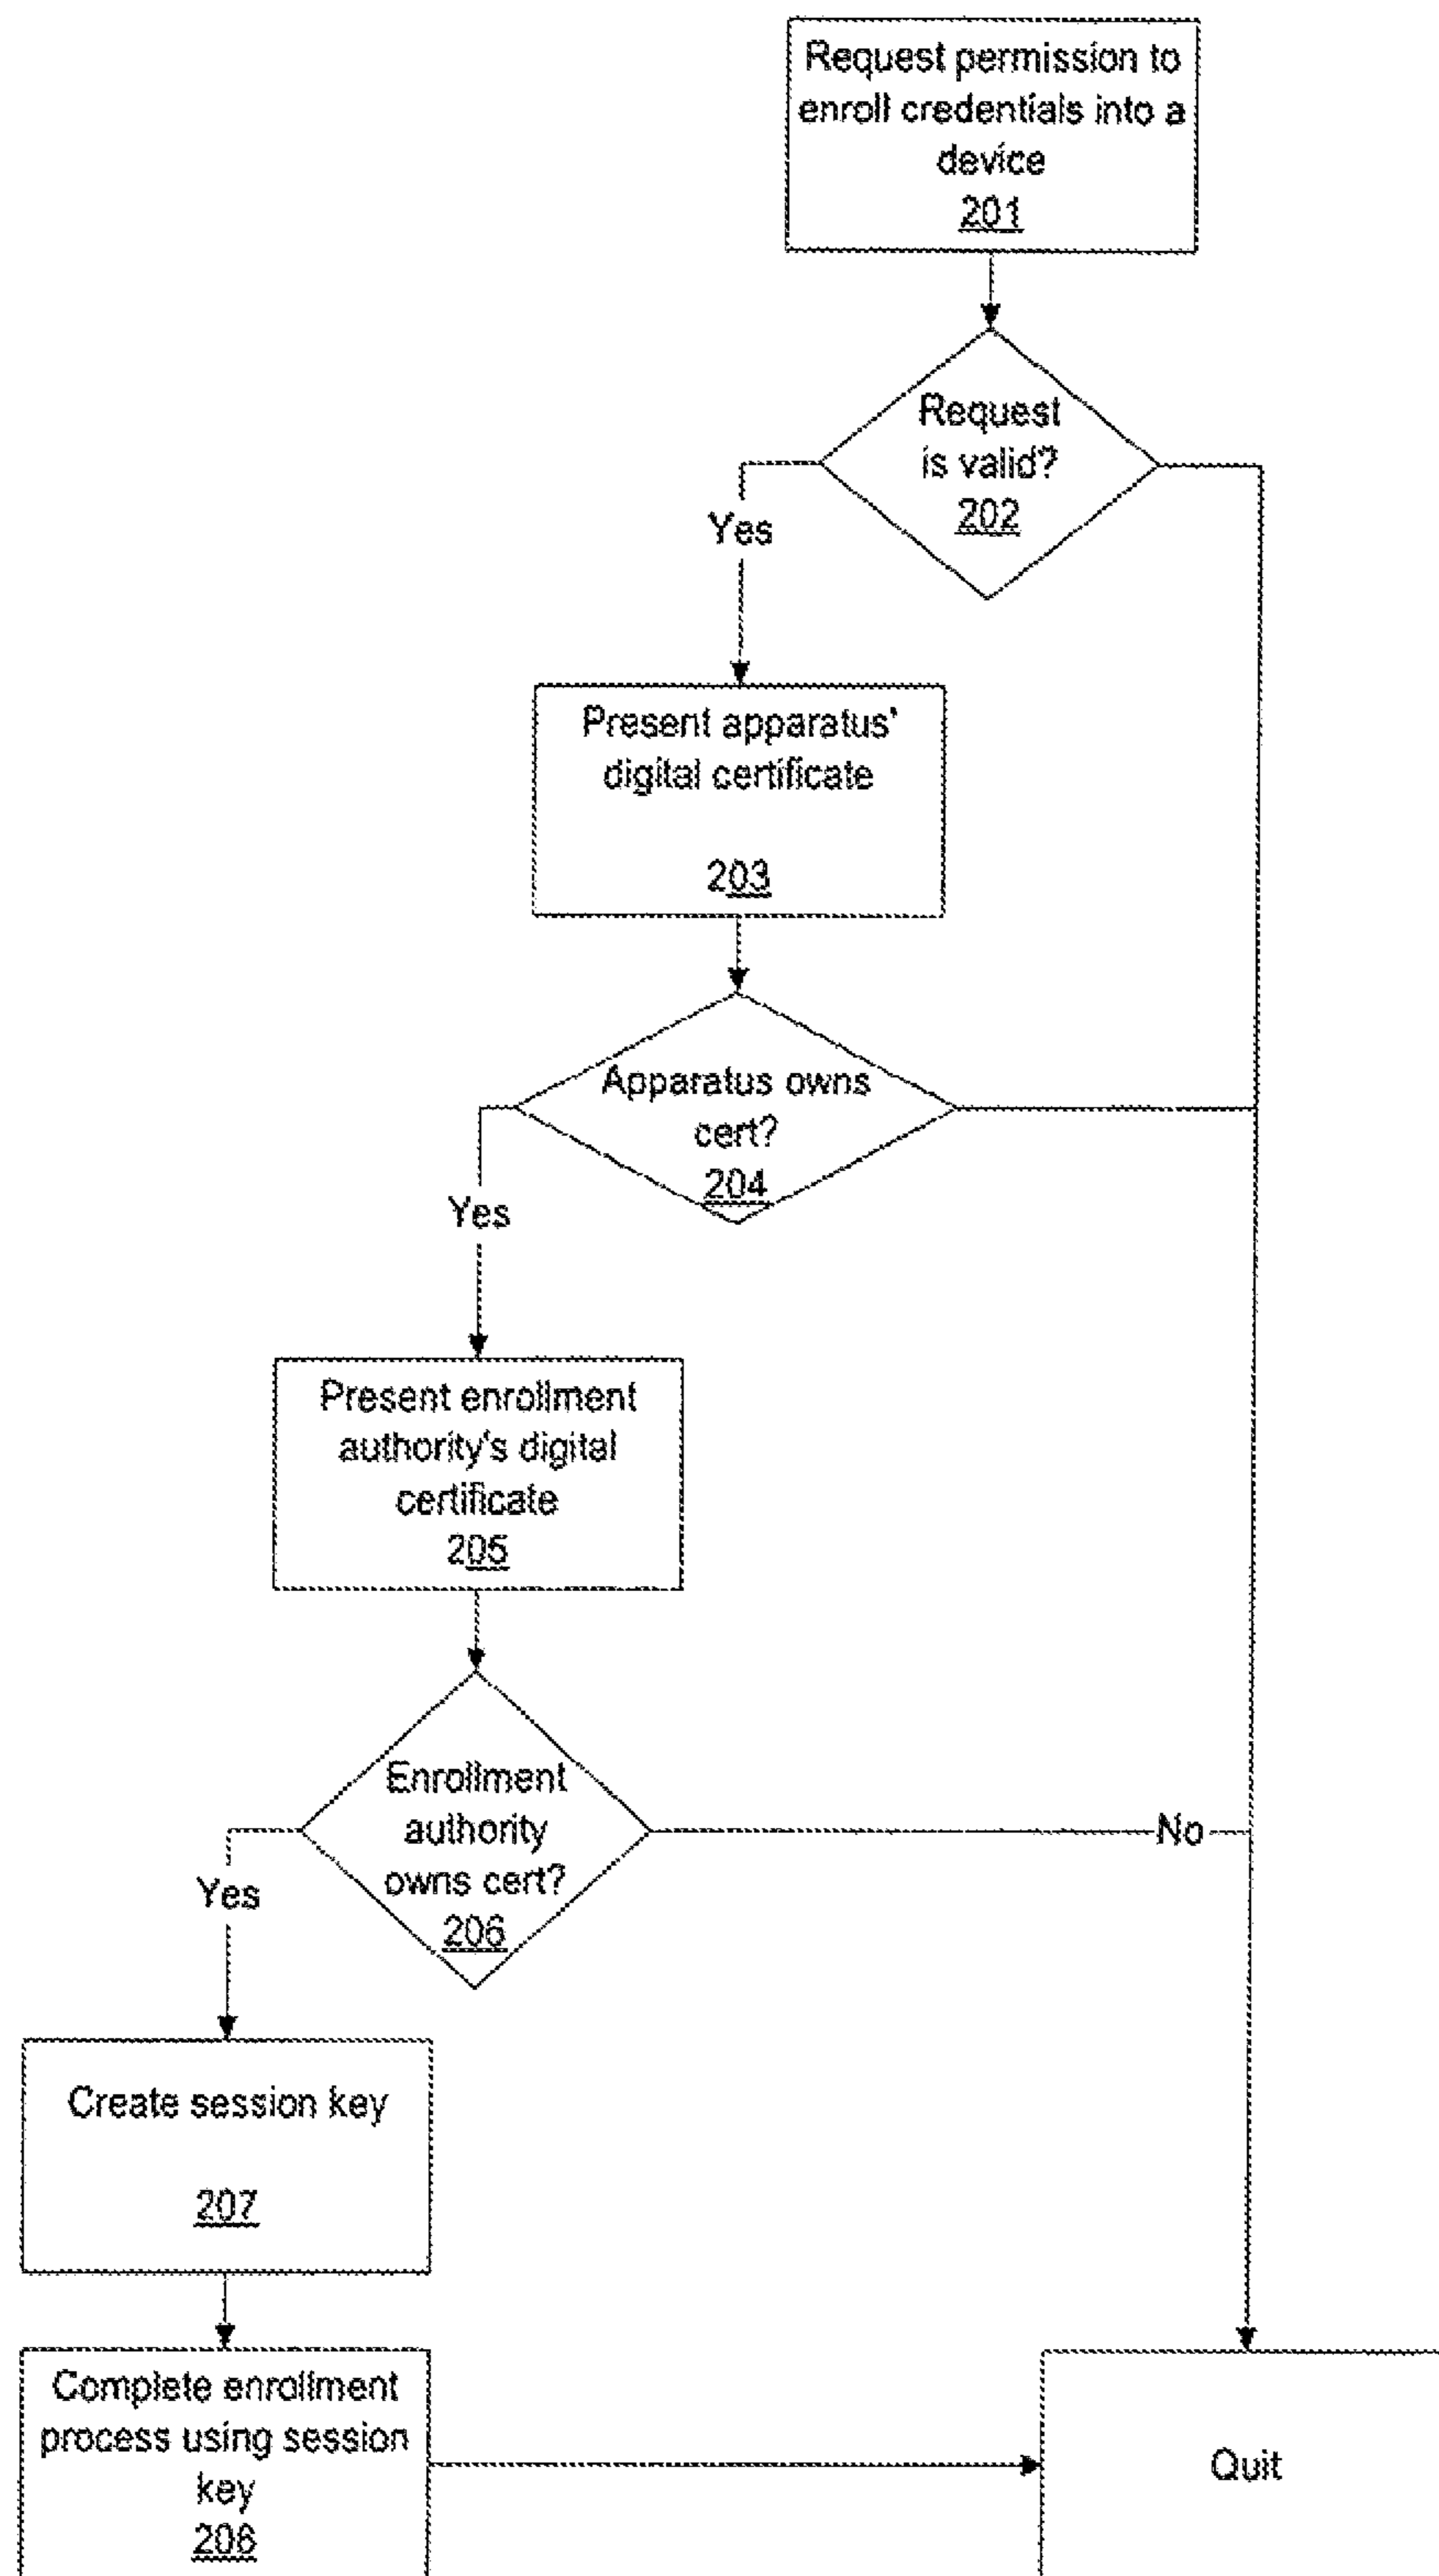 Request permission to
enroll credentials into a
device
201
Request
is valid?
202
Yes
Present apparatus'
digital certificate
203
Apparatus owns
cert?
204
Yes
Present enrollment
authority's digital
certificate
205
Enrollment
authority
owns cert?
206
No
Yes
Create session key
207
Complete enrollment
process using session
key
206
Quit